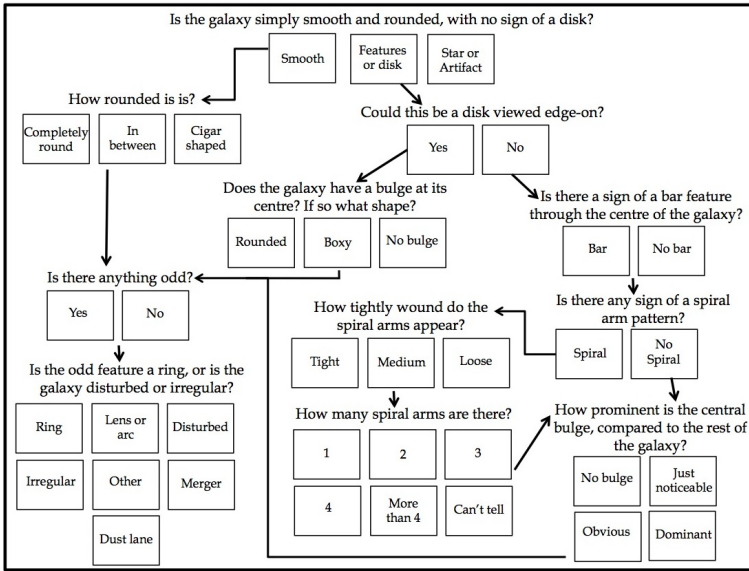 Is the galaxy simply smooth and rounded, with no sign of a disk?
Smooth
Features
or disk
Star or
Artifact
How rounded is is?
Completely
round
In
between
Cigar
shaped
Could this be a disk viewed edge-on?
Yes
No
Does the galaxy have a bulge at its
centre? If so what shape?
Rounded
Boxy
No bulge
Is there a sign of a bar feature
through the centre of the galaxy?
Bar
No bar
Is there anything odd?
Yes
No
Is there any sign of a spiral
arm pattern?
Spiral
No
Spiral
How tightly wound do the
spiral arms appear?
Tight
Medium
Loose
Is the odd feature a ring, or is the
galaxy disturbed or irregular?
Ring
Lens or
arc
Disturbed
Irregular
Other
Merger
Dust lane
How many spiral arms are there?
1
2
3
4
More
than 4
Can't tell
How prominent is the central
bulge, compared to the rest of
the galaxy?
No bulge
Just
noticeable
Obvious
Dominant